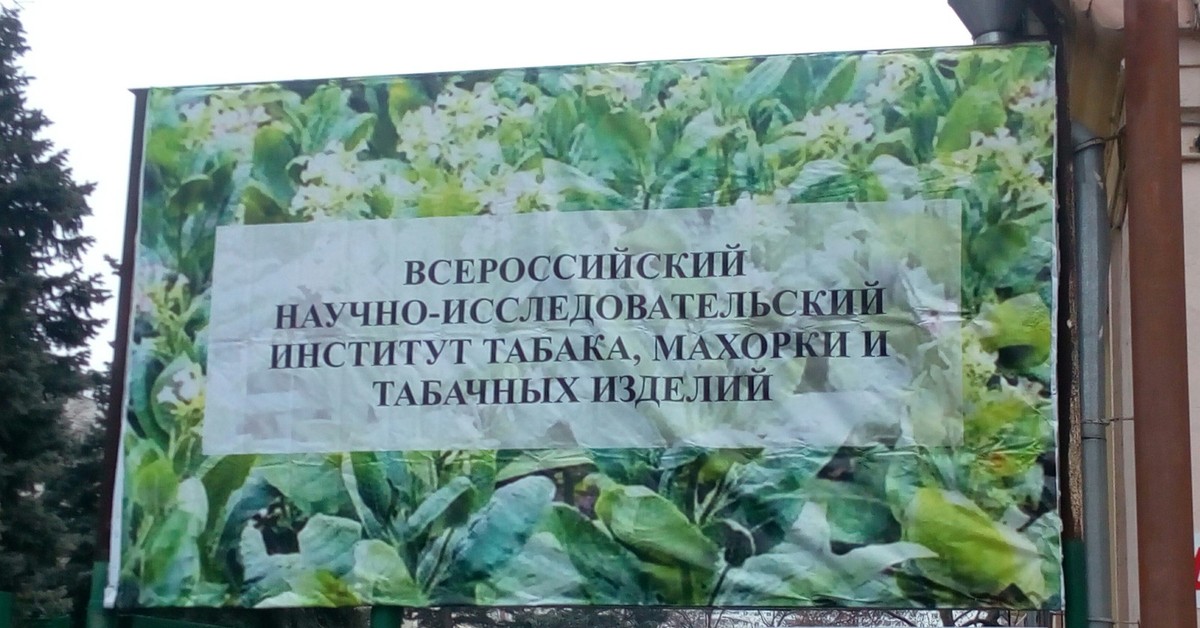 ВСЕРОССИЙСКИЙ
НАУЧНО-ИССЛЕДОВАТЕЛЬСКИЙ
ИНСТИТУТ ТАБАКА, МАХОРКИ И
ТАБАЧНЫХ ИЗДЕЛИЙ